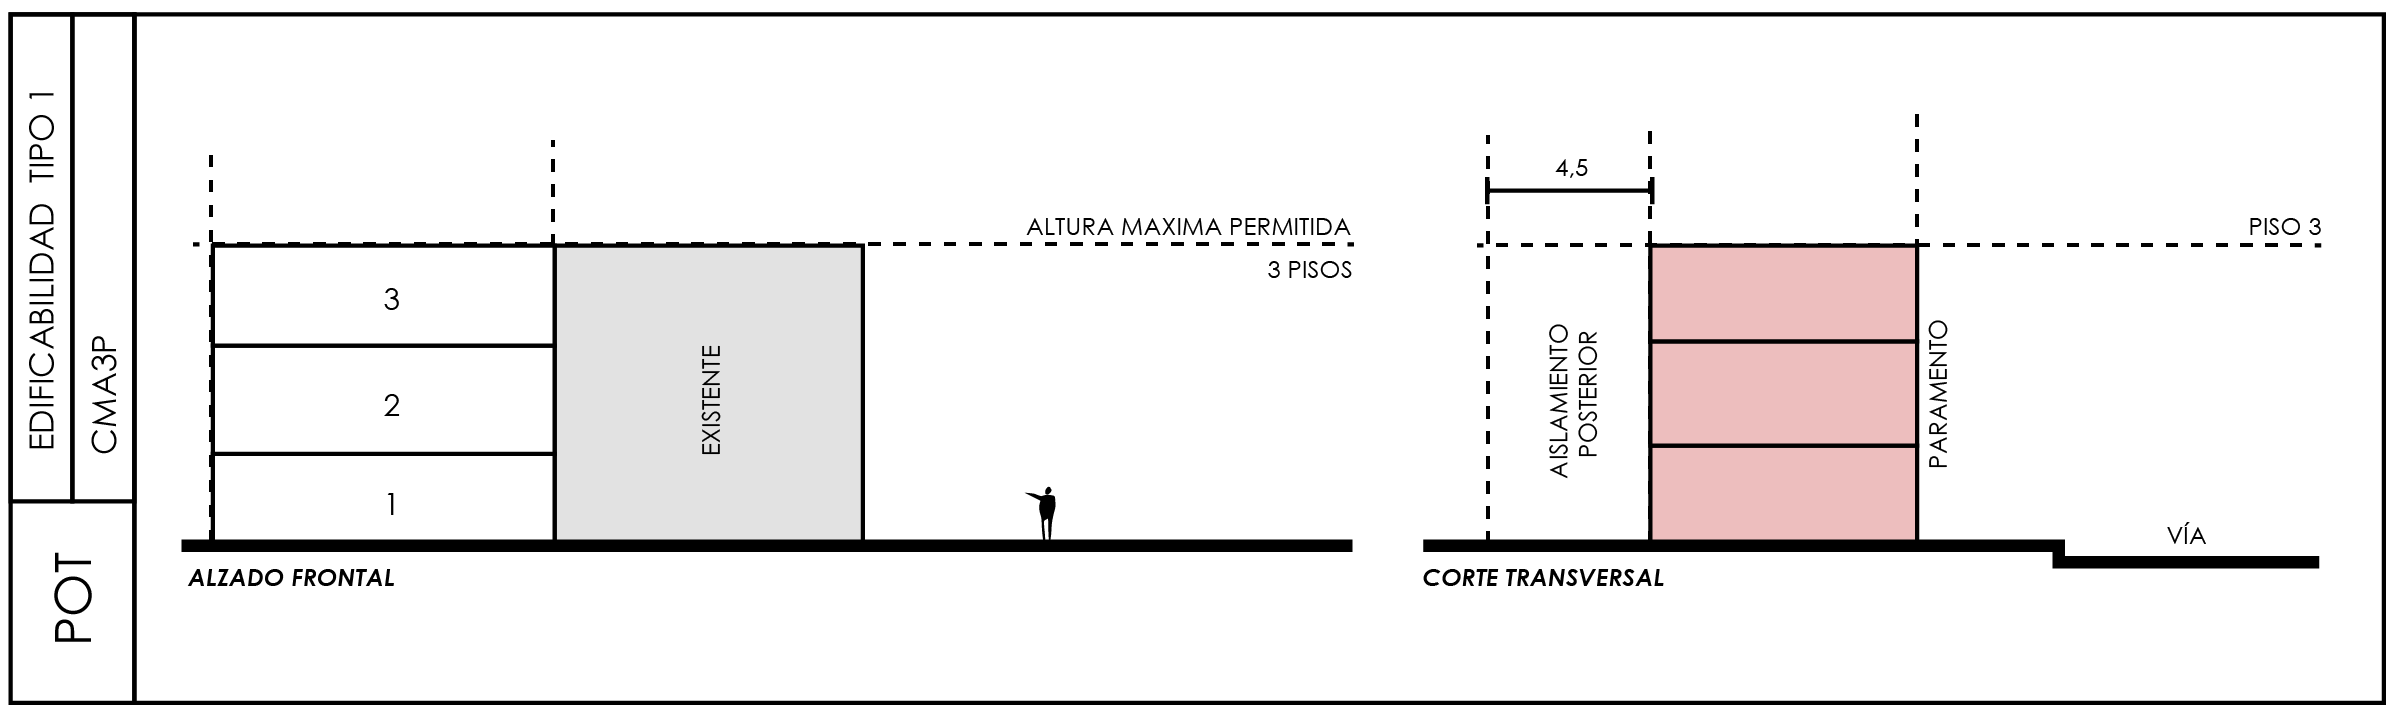 EDIFICABILIDAD TIPO 1
CMA3P
POT
ALTURA MAXIMA PERMITIDA
3 PISOS
3
2
1
EXISTENTE
ALZADO FRONTAL
4,5
PISO 3
AISLAMIENTO
POSTERIOR
PARAMENTO
VÍA
CORTE TRANSVERSAL